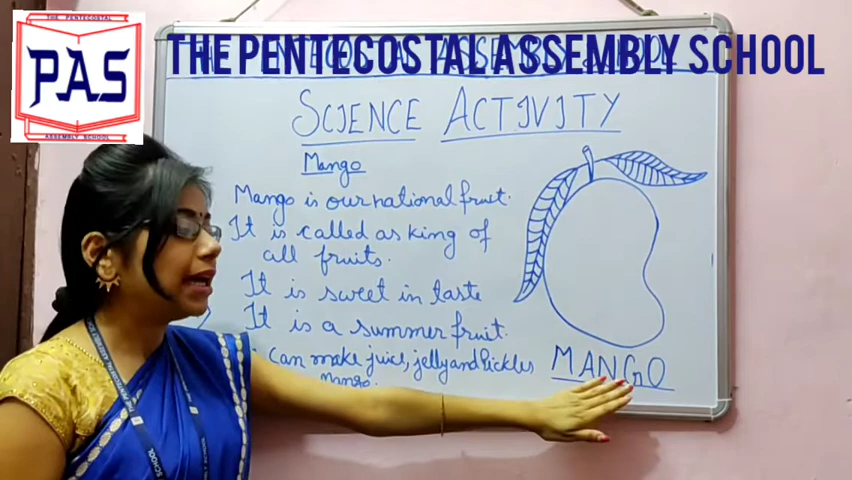 THE PENTECOSTAL
PAS
ASSEMBLY SCHOOL
THE PENTECOSTAL ASSEMBLY SCHOOL
SCIENCE ACTIVITY
Mango
Mango is our national fruit.
It is called as king of
all fruits.
It is sweet in taste
It is a summer fruit.
can make juice, jelly and Pickles
mango.
MANGO